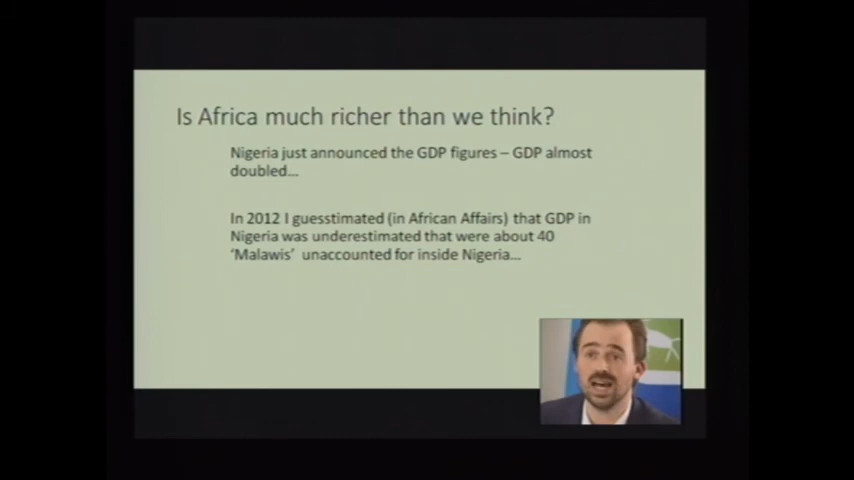 Is Africa much richer than we think?
Nigeria just announced the GDP figures – GDP almost
doubled…
In 2012 I guesstimated (in African Affairs) that GDP in
Nigeria was underestimated that were about 40
‘Malawis’ unaccounted for inside Nigeria…